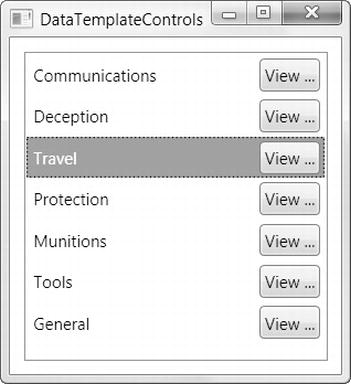 DataTemplateControls
Communications View ...
Deception View ...
Travel View ...
Protection View ...
Munitions View ...
Tools View ...
General View ...